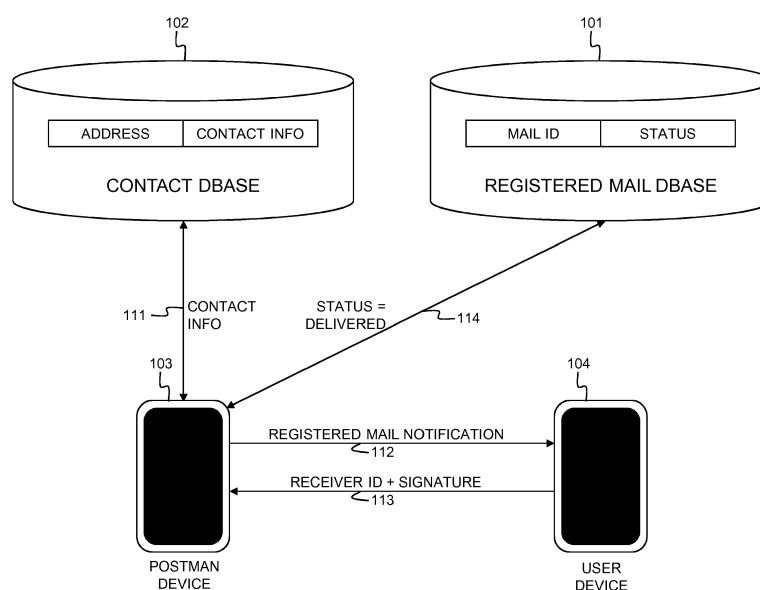 102
101
ADDRESS
CONTACT INFO
MAIL ID
STATUS
CONTACT DBASE
REGISTERED MAIL DBASE
111
CONTACT
INFO
STATUS =
DELIVERED
114
103
104
REGISTERED MAIL NOTIFICATION
112
RECEIVER ID + SIGNATURE
113
POSTMAN
DEVICE
USER
DEVICE